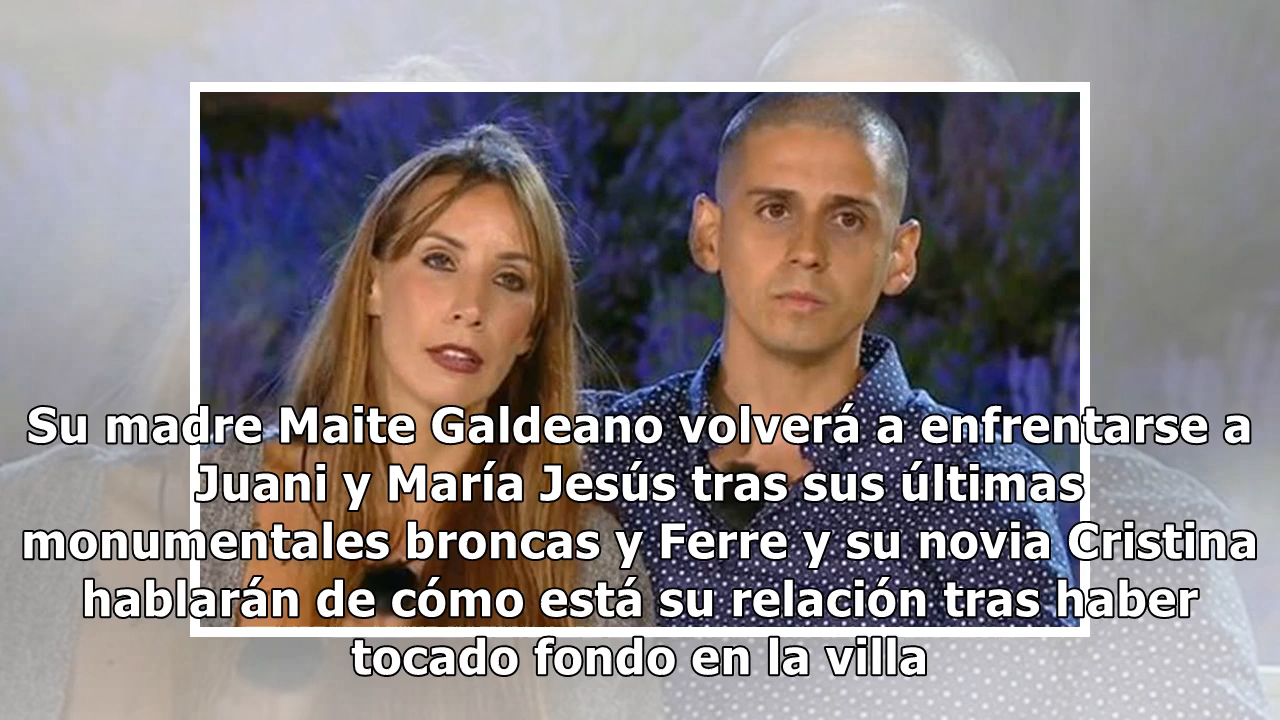 Su madre Maite Galdeano volverá a enfrentarse a
Juani y María Jesús tras sus últimas
monumentales broncas y Ferre y su novia Cristina
hablarán de cómo está su relación tras haber
tocado fondo en la villa